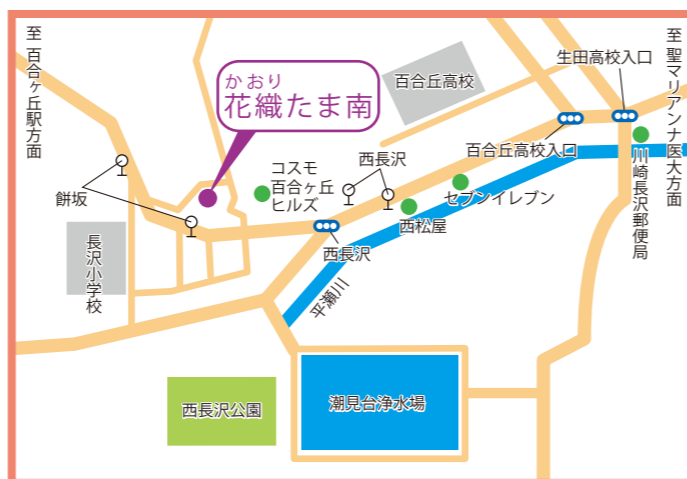 至 百合ヶ丘駅方面
かおり
花織たま南
百合丘高校
生田高校入口
至 聖マリアンナ医大方面
餅坂
コスモ
百合ヶ丘
ヒルズ
西長沢
百合丘高校入口
川崎長沢郵便局
セブンイレブン
西松屋
長沢小学校
西長沢
平瀬川
西長沢公園
潮見台浄水場